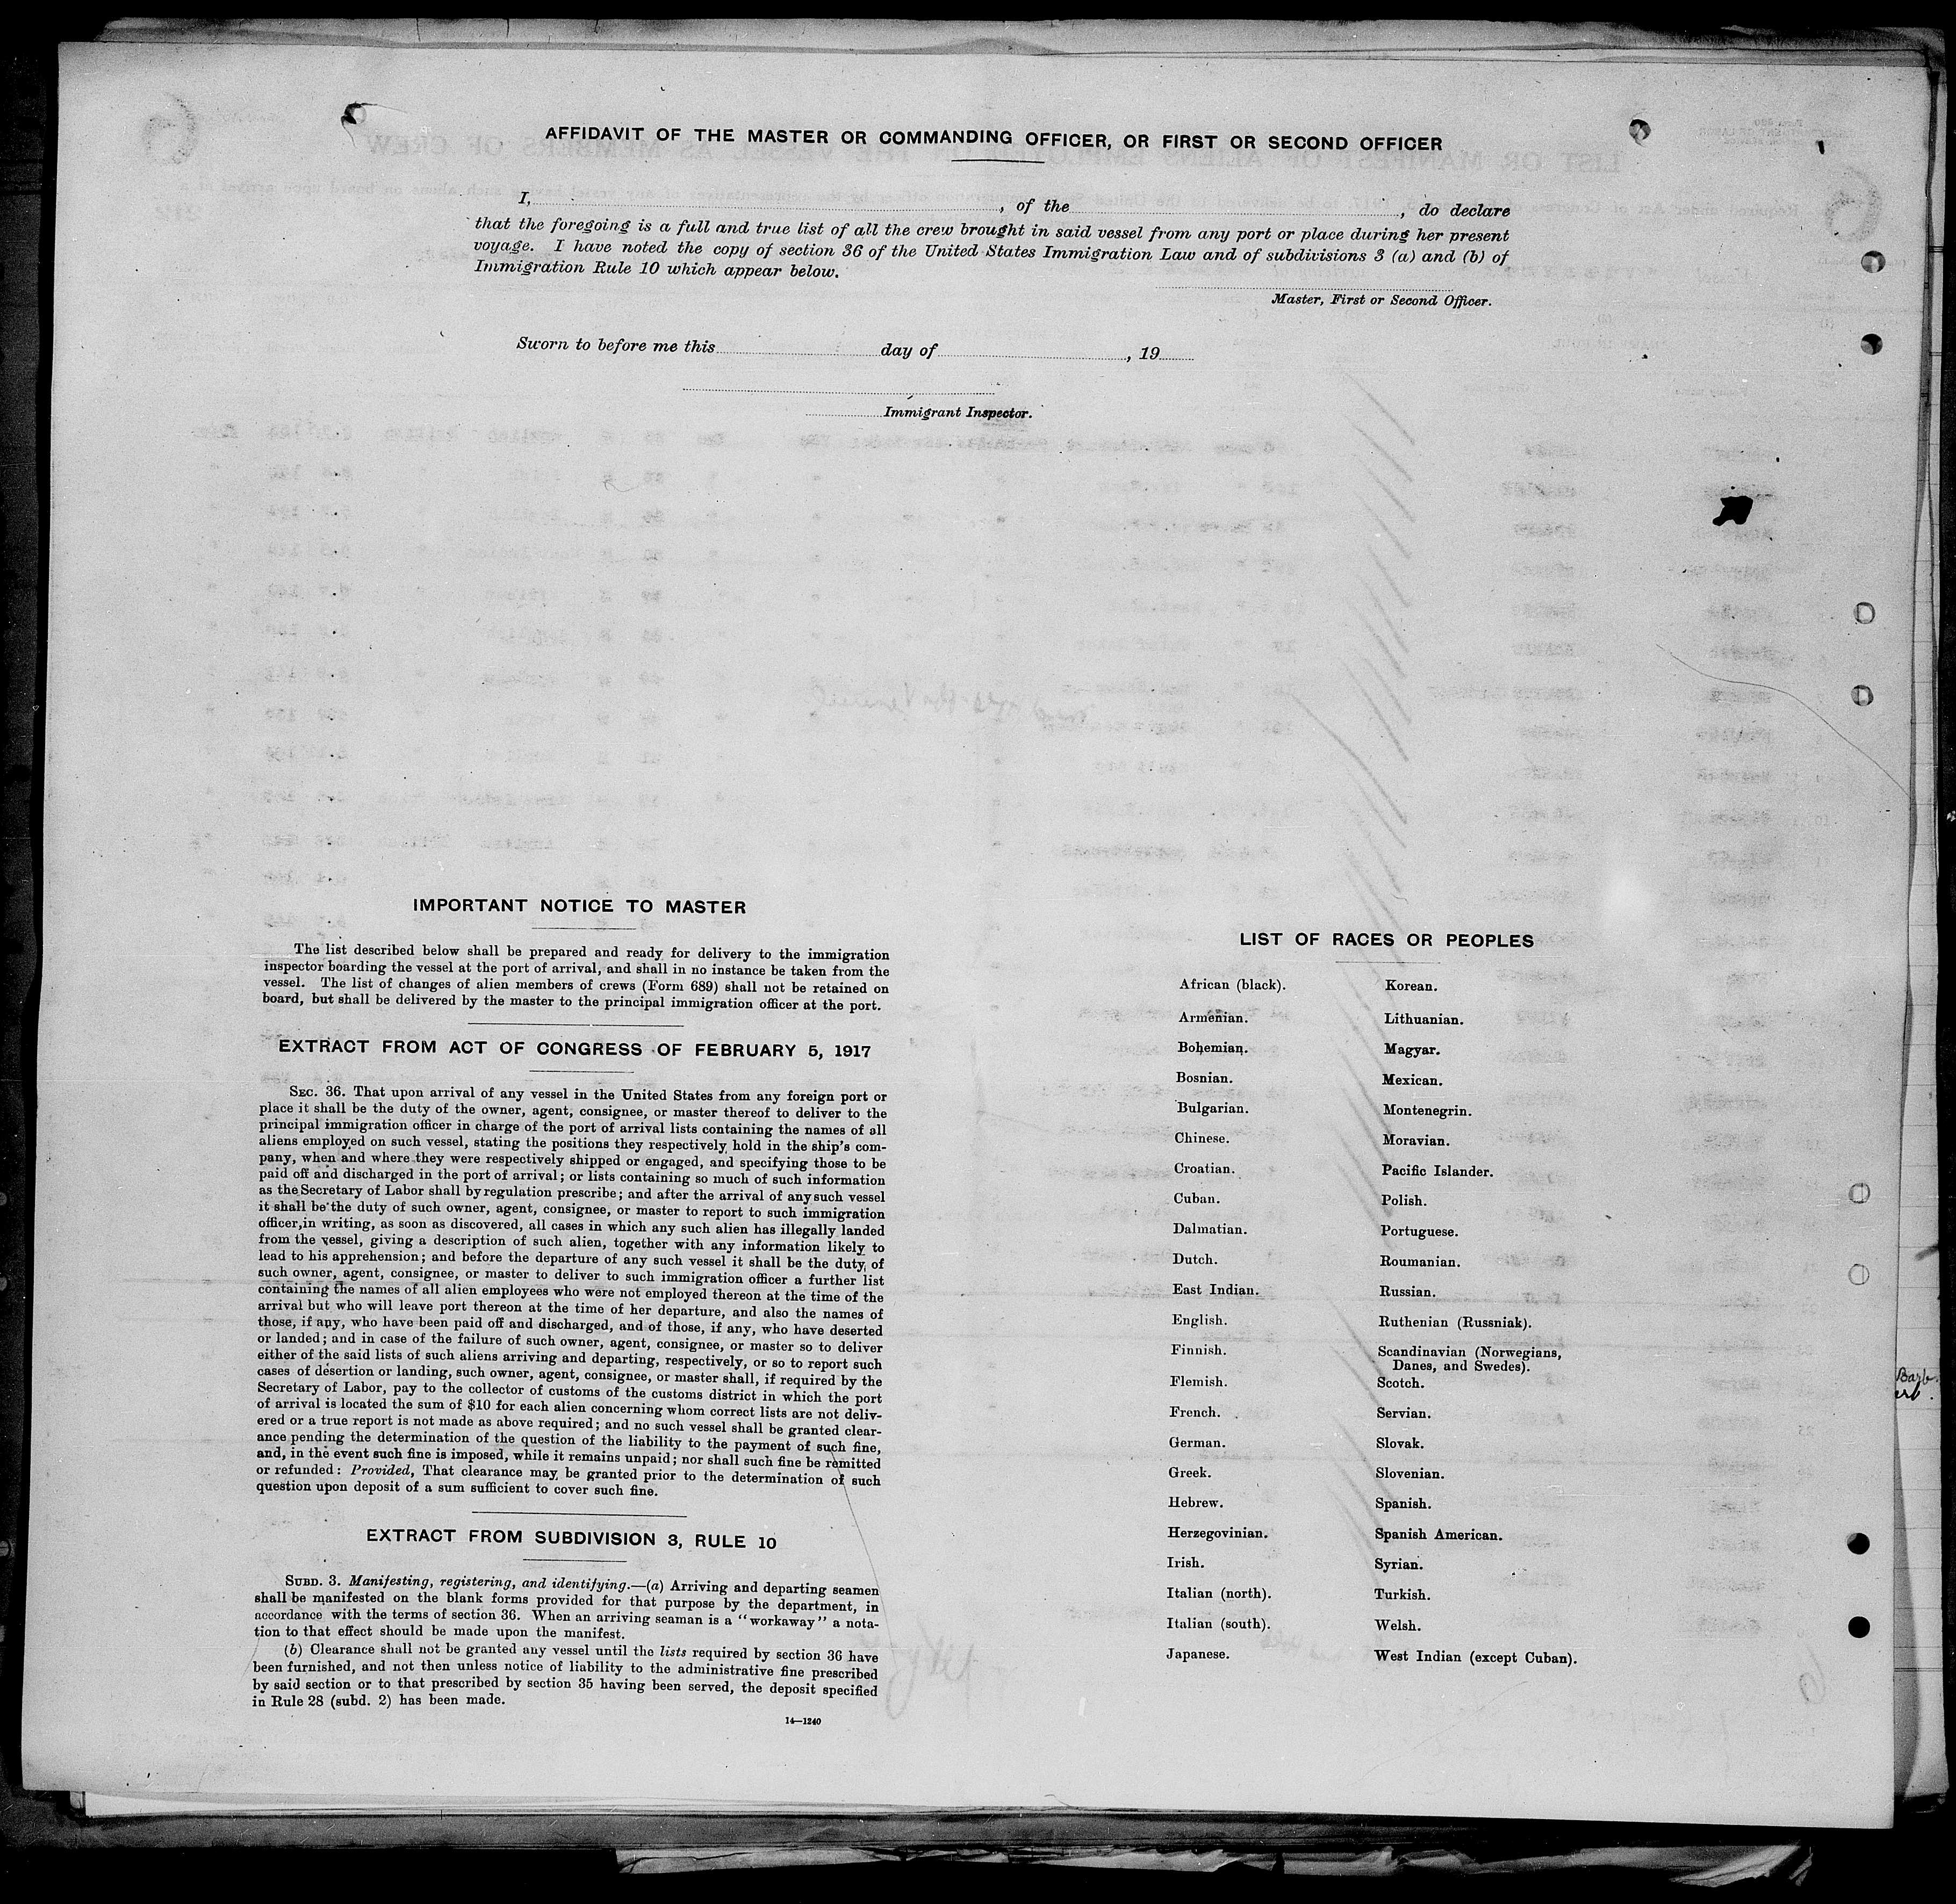 AFFIDAVIT OF THE MASTER OR COMMANDING OFFICER, OR FIRST OR SECOND OFFICER
I, , of the , do declare
that the foregoing is a full and true list of all the crew brought in said vessel from any port or place during her present
voyage. I have noted the copy of section 36 of the United States Immigration Law and of subdivisions 3 (a) and (b) of
Immigration Rule 10 which appear below.
Master, First or Second Officer.
Sworn to before me this day of , 19
Immigrant Inspector.
IMPORTANT NOTICE TO MASTER
The list described below shall be prepared and ready for delivery to the immigration
inspector boarding the vessel at the port of arrival, and shall in no instance be taken from the
vessel. The list of changes of alien members of crews (Form 689) shall not be retained on
board, but shall be delivered by the master to the principal immigration officer at the port.
EXTRACT FROM ACT OF CONGRESS OF FEBRUARY 5, 1917
SEC. 36. That upon arrival of any vessel in the United States from any foreign port or
place it shall be the duty of the owner, agent, consignee, or master thereof to deliver to the
principal immigration officer in charge of the port of arrival lists containing the names of all
aliens employed on such vessel, stating the positions they respectively hold in the ship's com-
pany, when and where they were respectively shipped or engaged, and specifying those to be
paid off and discharged in the port of arrival; or lists containing so much of such information
as the Secretary of Labor shall by regulation prescribe; and after the arrival of any such vessel
it shall be the duty of such owner, agent, consignee, or master to report to such immigration
officer, in writing, as soon as discovered, all cases in which any such alien has illegally landed
from the vessel, giving a description of such alien, together with any information likely to
lead to his apprehension; and before the departure of any such vessel it shall be the duty of
such owner, agent, consignee, or master to deliver to such immigration officer a further list
containing the names of all alien employees who were not employed thereon at the time of the
arrival but who will leave port thereon at the time of her departure, and also the names of
those, if any, who have been paid off and discharged, and of those, if any, who have deserted
or landed; and in case of the failure of such owner, agent, consignee, or master so to deliver
either of the said lists of such aliens arriving and departing, respectively, or so to report such
cases of desertion or landing, such owner, agent, consignee, or master shall, if required by the
Secretary of Labor, pay to the collector of customs of the customs district in which the port
of arrival is located the sum of $10 for each alien concerning whom correct lists are not deliv-
ered or a true report is not made as above required; and no such vessel shall be granted clear-
ance pending the determination of the question of the liability to the payment of such fine,
and, in the event such fine is imposed, while it remains unpaid; nor shall such fine be remitted
or refunded: Provided, That clearance may be granted prior to the determination of such
question upon deposit of a sum sufficient to cover such fine.
EXTRACT FROM SUBDIVISION 3, RULE 10
SUBD. 3. Manifesting, registering, and identifying.—(a) Arriving and departing seamen
shall be manifested on the blank forms provided for that purpose by the department, in
accordance with the terms of section 36. When an arriving seaman is a "workaway" a nota-
tion to that effect should be made upon the manifest.
(b) Clearance shall not be granted any vessel until the lists required by section 36 have
been furnished, and not then unless notice of liability to the administrative fine prescribed
by said section or to that prescribed by section 35 having been served, the deposit specified
in Rule 28 (subd. 2) has been made.
14—1240
LIST OF RACES OR PEOPLES
African (black).
Armenian.
Bohemian.
Bosnian.
Bulgarian.
Chinese.
Croatian.
Cuban.
Dalmatian.
Dutch.
East Indian.
English.
Finnish.
Flemish.
French.
German.
Greek.
Hebrew.
Herzegovinian.
Irish.
Italian (north).
Italian (south).
Japanese.
Korean.
Lithuanian.
Magyar.
Mexican.
Montenegrin.
Moravian.
Pacific Islander.
Polish.
Portuguese.
Roumanian.
Russian.
Ruthenian (Russniak).
Scandinavian (Norwegians,
Danes, and Swedes).
Scotch.
Servian.
Slovak.
Slovenian.
Spanish.
Spanish American.
Syrian.
Turkish.
Welsh.
West Indian (except Cuban).